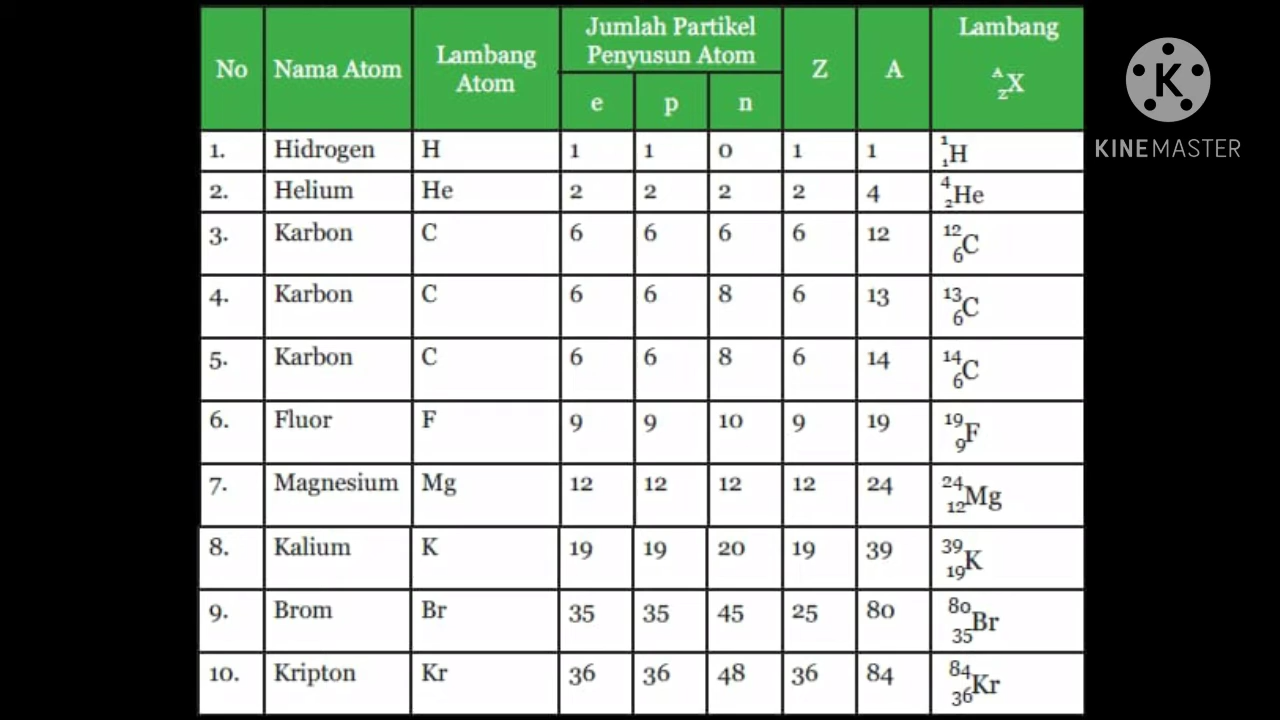 No Nama Atom Lambang Atom Jumlah Partikel Penyusun Atom Z A Lambang
e p n ᴬ_zX
1. Hidrogen H 1 1 0 1 1 ¹₁H
2. Helium He 2 2 2 2 4 ⁴₂He
3. Karbon C 6 6 6 6 12 ¹²₆C
4. Karbon C 6 6 8 6 13 ¹³₆C
5. Karbon C 6 6 8 6 14 ¹⁴₆C
6. Fluor F 9 9 10 9 19 ¹⁹₉F
7. Magnesium Mg 12 12 12 12 24 ²⁴₁₂Mg
8. Kalium K 19 19 20 19 39 ³⁹₁₉K
9. Brom Br 35 35 45 25 80 ⁸⁰₃₅Br
10. Kripton Kr 36 36 48 36 84 ⁸⁴₃₆Kr
K
KINEMASTER